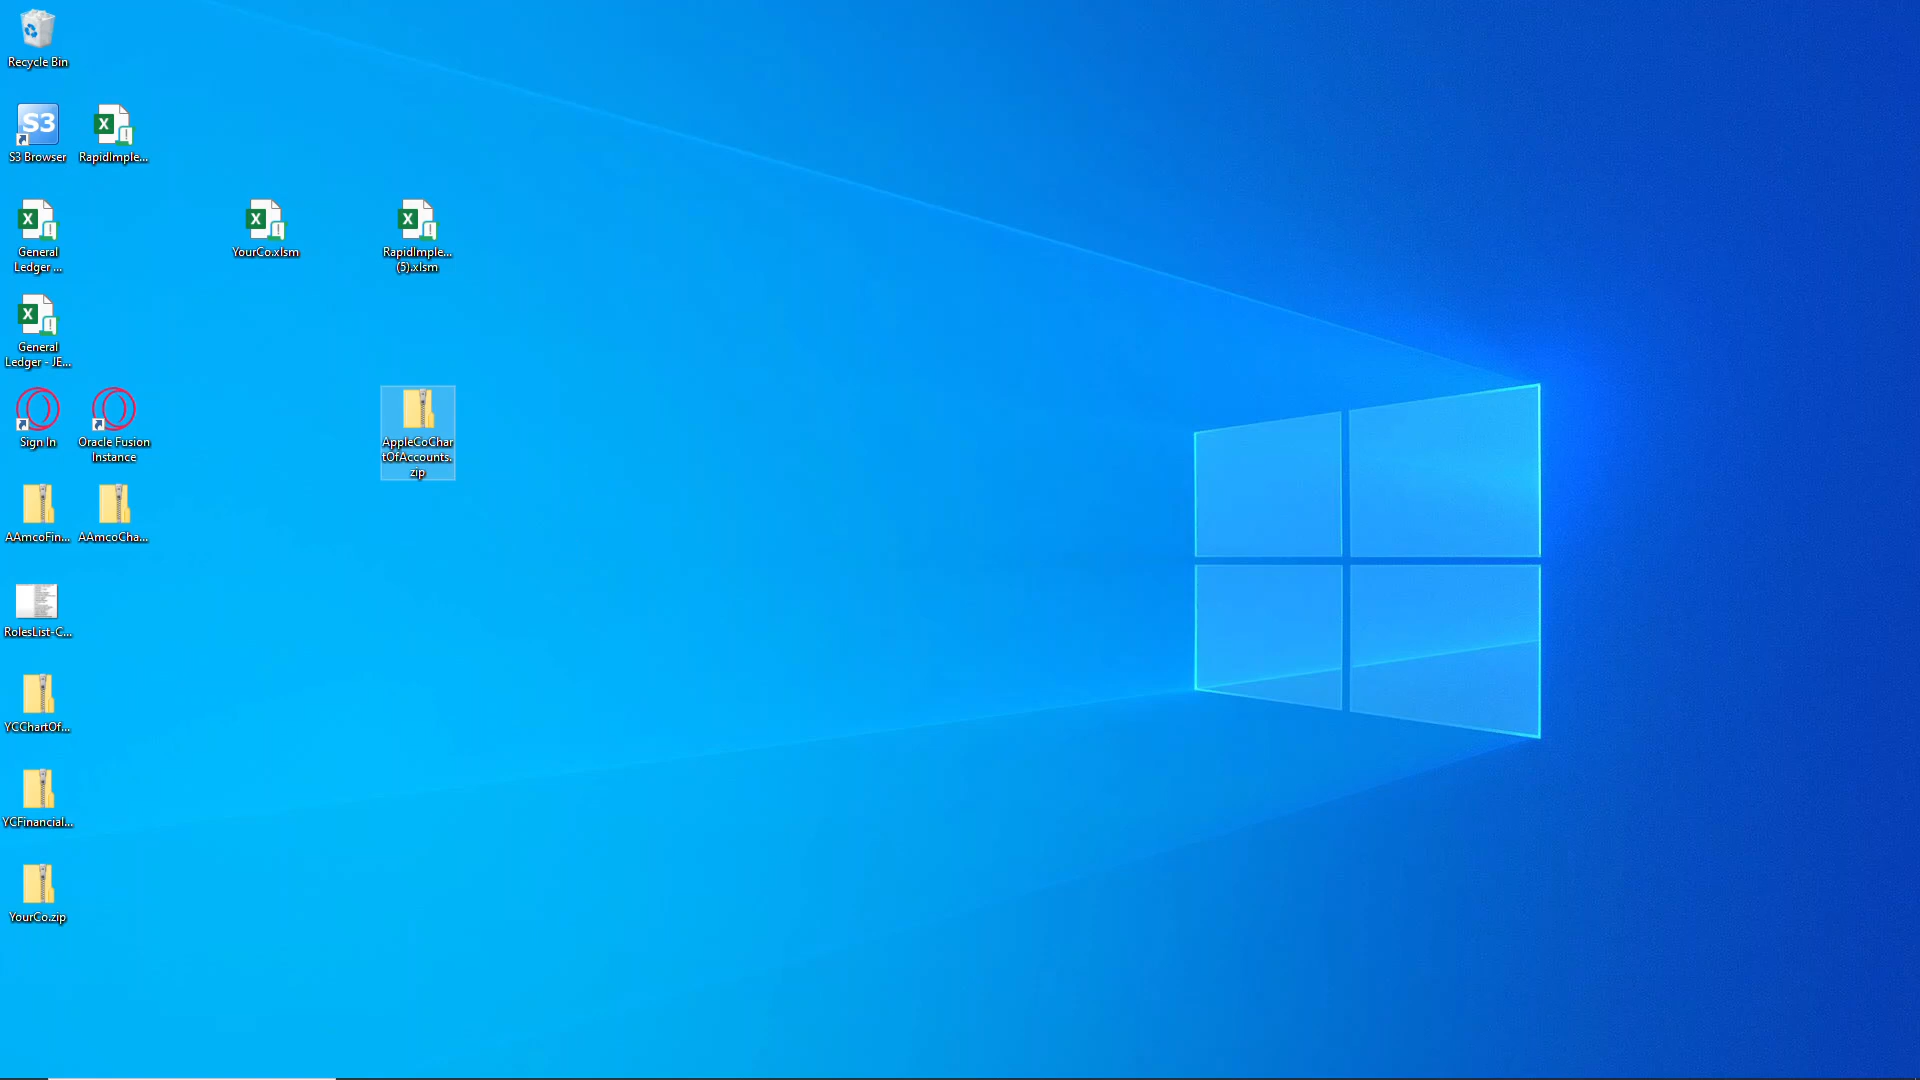 Recycle Bin
S3
S3 Browser
RapidImple...
General
Ledger ...
YourCo.xlsm
RapidImple...
(5).xlsm
General
Ledger - JE...
Sign In
Oracle Fusion
Instance
AppleCoChar
tOfAccounts.
zip
AAmcoFin...
AAmcoCha...
RolesList-C...
YCChartOf...
YCFinancial...
YourCo.zip